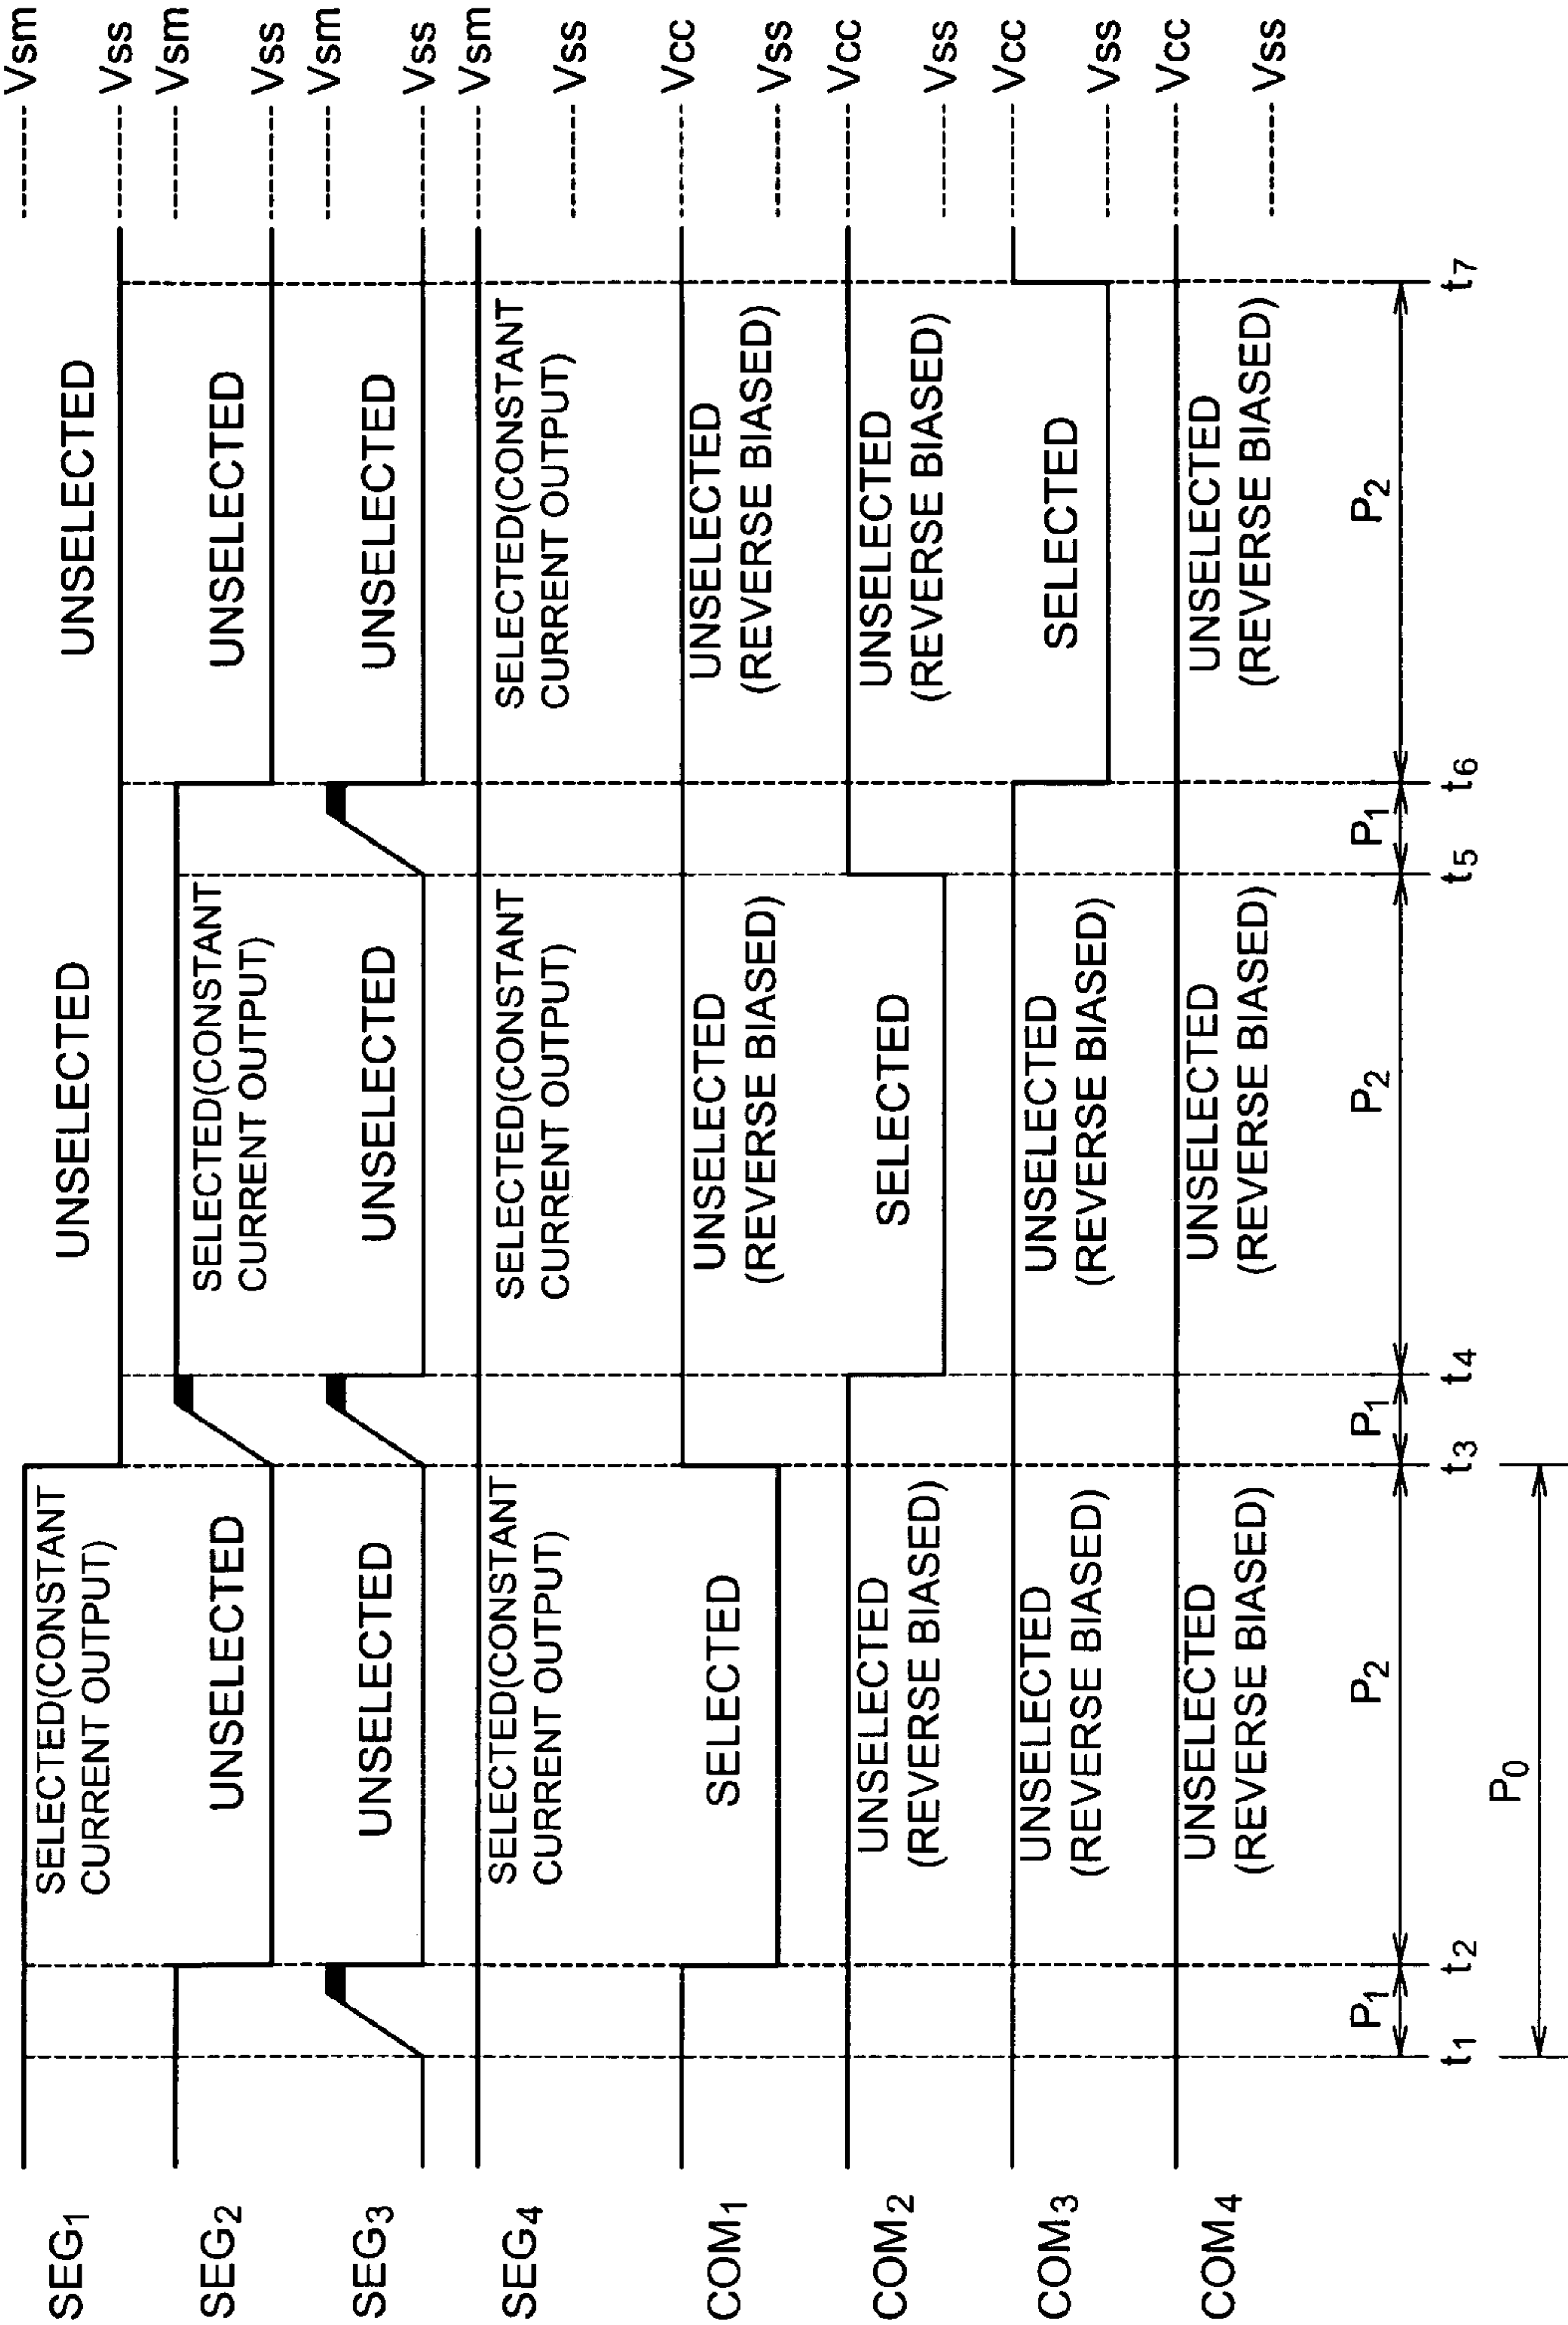 SEG1
SELECTED(CONSTANT
CURRENT OUTPUT)
UNSELECTED
UNSELECTED
Vsm
Vss
SEG2
UNSELECTED
SELECTED(CONSTANT
CURRENT OUTPUT)
UNSELECTED
Vsm
Vss
SEG3
UNSELECTED
UNSELECTED
UNSELECTED
Vsm
Vss
SEG4
SELECTED(CONSTANT
CURRENT OUTPUT)
SELECTED(CONSTANT
CURRENT OUTPUT)
SELECTED(CONSTANT
CURRENT OUTPUT)
Vsm
Vss
COM1
SELECTED
UNSELECTED
(REVERSE BIASED)
UNSELECTED
(REVERSE BIASED)
Vcc
Vss
COM2
UNSELECTED
(REVERSE BIASED)
SELECTED
UNSELECTED
(REVERSE BIASED)
Vcc
Vss
COM3
UNSELECTED
(REVERSE BIASED)
UNSELECTED
(REVERSE BIASED)
SELECTED
Vcc
Vss
COM4
UNSELECTED
(REVERSE BIASED)
UNSELECTED
(REVERSE BIASED)
UNSELECTED
(REVERSE BIASED)
Vcc
Vss
P1 P2 P1 P2 P1 P2
t1 t2 t3 t4 t5 t6 t7
P0